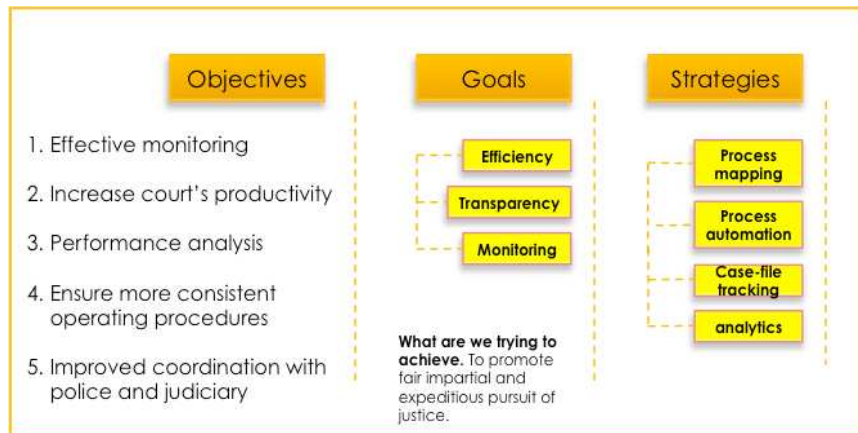 Objectives
1. Effective monitoring
2. Increase court's productivity
3. Performance analysis
4. Ensure more consistent
operating procedures
5. Improved coordination with
police and judiciary
Goals
Efficiency
Transparency
Monitoring
What are we trying to
achieve. To promote
fair impartial and
expeditious pursuit of
justice.
Strategies
Process
mapping
Process
automation
Case-file
tracking
analytics